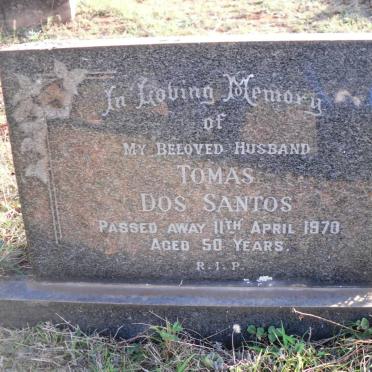 In Loving Memory
of
My Beloved Husband
Tomas
Dos Santos
Passed away 11th April 1970
Aged 50 Years.
R.I.P.